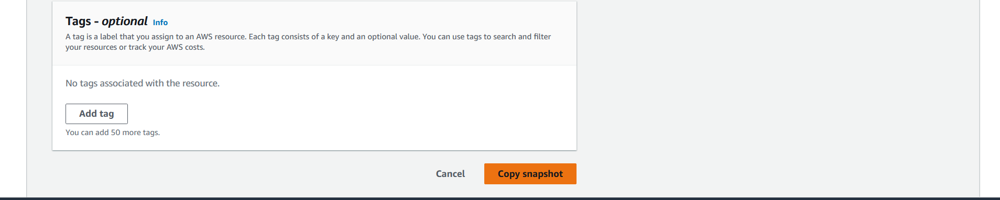 Tags - optional Info
A tag is a label that you assign to an AWS resource. Each tag consists of a key and an optional value. You can use tags to search and filter
your resources or track your AWS costs.
No tags associated with the resource.
Add tag
You can add 50 more tags.
Cancel Copy snapshot